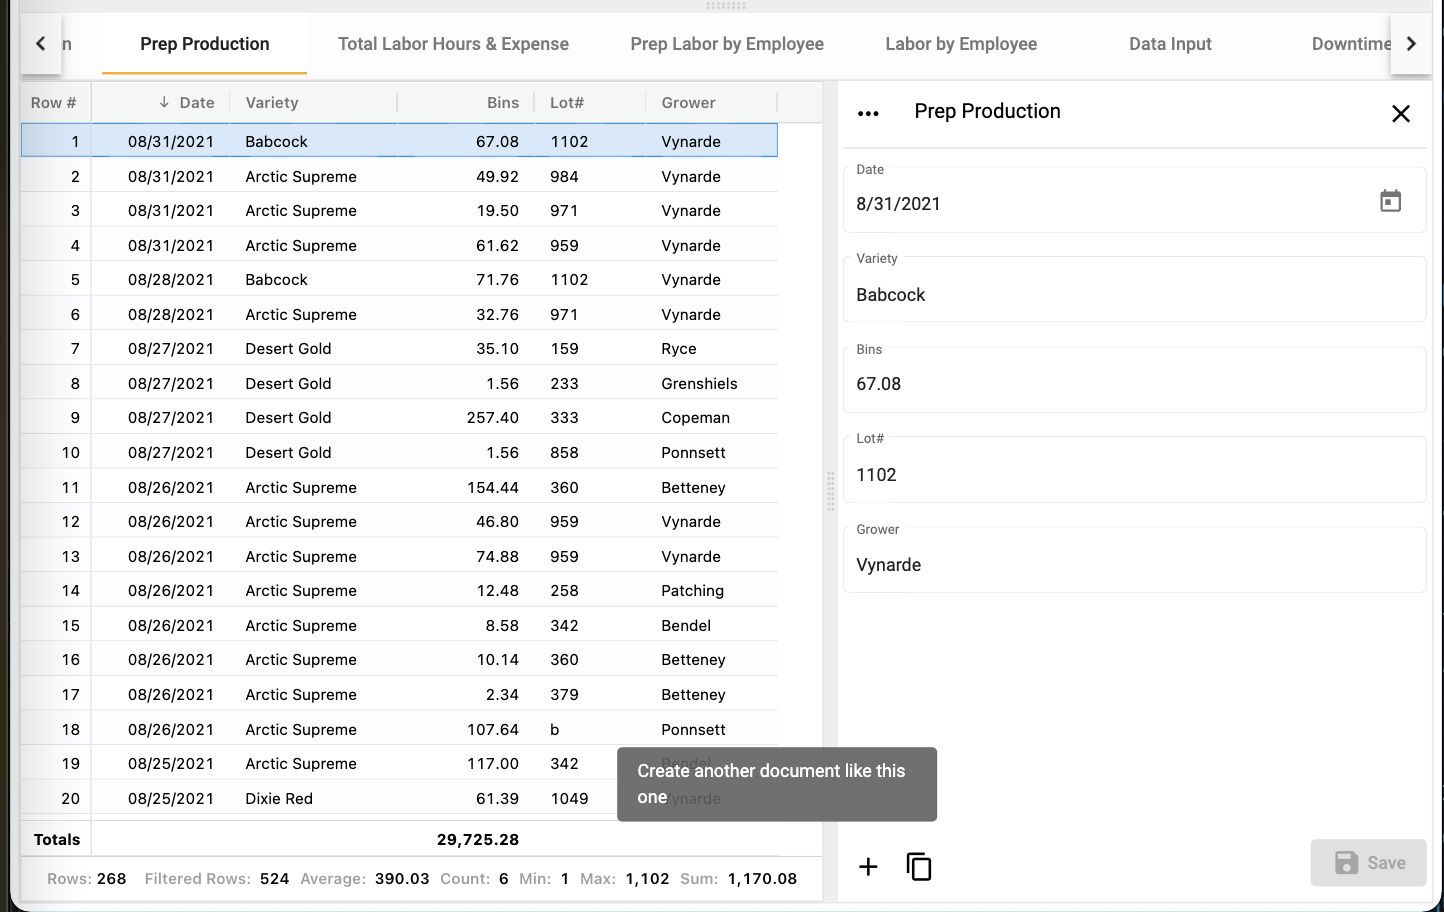 n Prep Production Total Labor Hours & Expense Prep Labor by Employee Labor by Employee Data Input Downtime
Row # Date Variety Bins Lot# Grower
1 08/31/2021 Babcock 67.08 1102 Vynarde
2 08/31/2021 Arctic Supreme 49.92 984 Vynarde
3 08/31/2021 Arctic Supreme 19.50 971 Vynarde
4 08/31/2021 Arctic Supreme 61.62 959 Vynarde
5 08/28/2021 Babcock 71.76 1102 Vynarde
6 08/28/2021 Arctic Supreme 32.76 971 Vynarde
7 08/27/2021 Desert Gold 35.10 159 Ryce
8 08/27/2021 Desert Gold 1.56 233 Grenshiels
9 08/27/2021 Desert Gold 257.40 333 Copeman
10 08/27/2021 Desert Gold 1.56 858 Ponnsett
11 08/26/2021 Arctic Supreme 154.44 360 Betteney
12 08/26/2021 Arctic Supreme 46.80 959 Vynarde
13 08/26/2021 Arctic Supreme 74.88 959 Vynarde
14 08/26/2021 Arctic Supreme 12.48 258 Patching
15 08/26/2021 Arctic Supreme 8.58 342 Bendel
16 08/26/2021 Arctic Supreme 10.14 360 Betteney
17 08/26/2021 Arctic Supreme 2.34 379 Betteney
18 08/26/2021 Arctic Supreme 107.64 b Ponnsett
19 08/25/2021 Arctic Supreme 117.00 342 Bendel
20 08/25/2021 Dixie Red 61.39 1049 ynarde
Totals 29,725.28
Rows: 268 Filtered Rows: 524 Average: 390.03 Count: 6 Min: 1 Max: 1,102 Sum: 1,170.08
Create another document like this
one
Prep Production
Date
8/31/2021
Variety
Babcock
Bins
67.08
Lot#
1102
Grower
Vynarde
Save